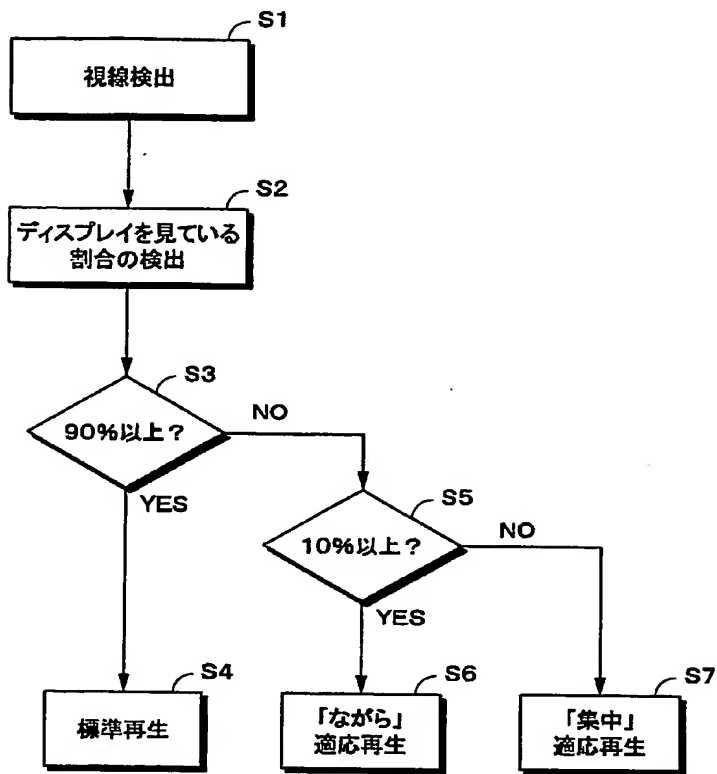 S1
視線検出
S2
ディスプレイを見ている
割合の検出
S3
90%以上?
NO
YES
S5
10%以上?
NO
YES
S4
標準再生
S6
「ながら」
適応再生
S7
「集中」
適応再生